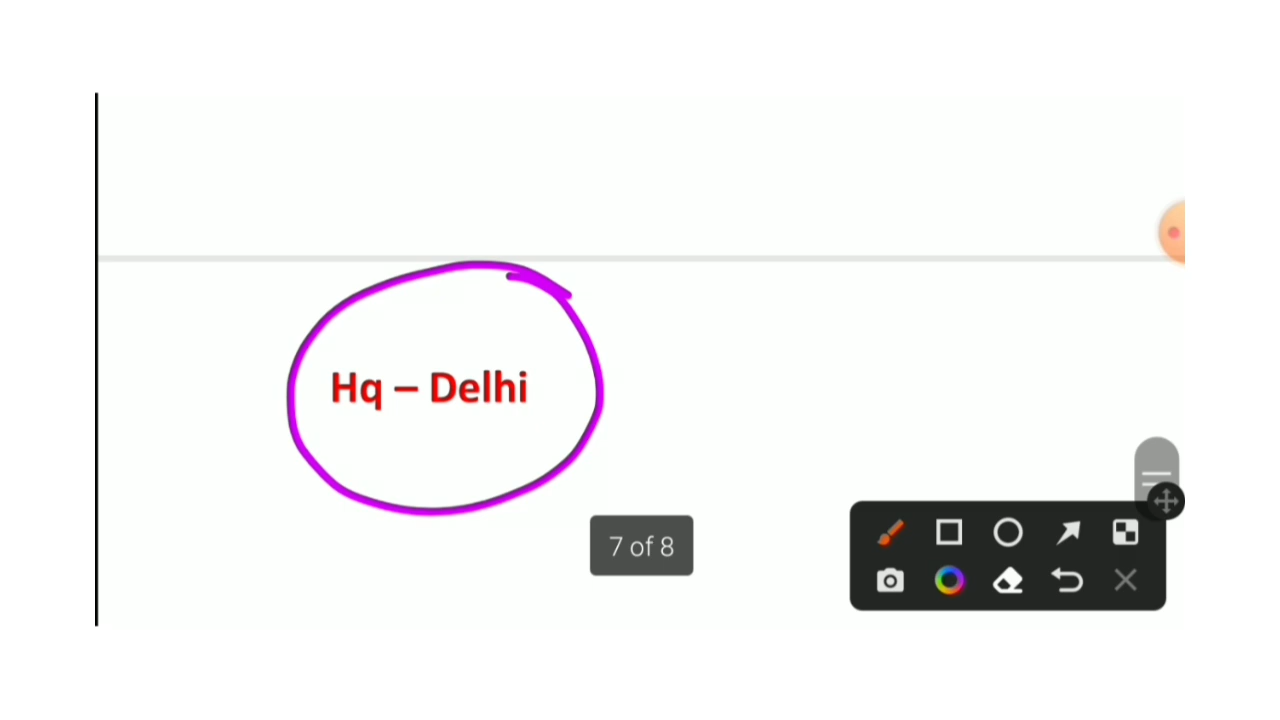 Hq – Delhi
7 of 8